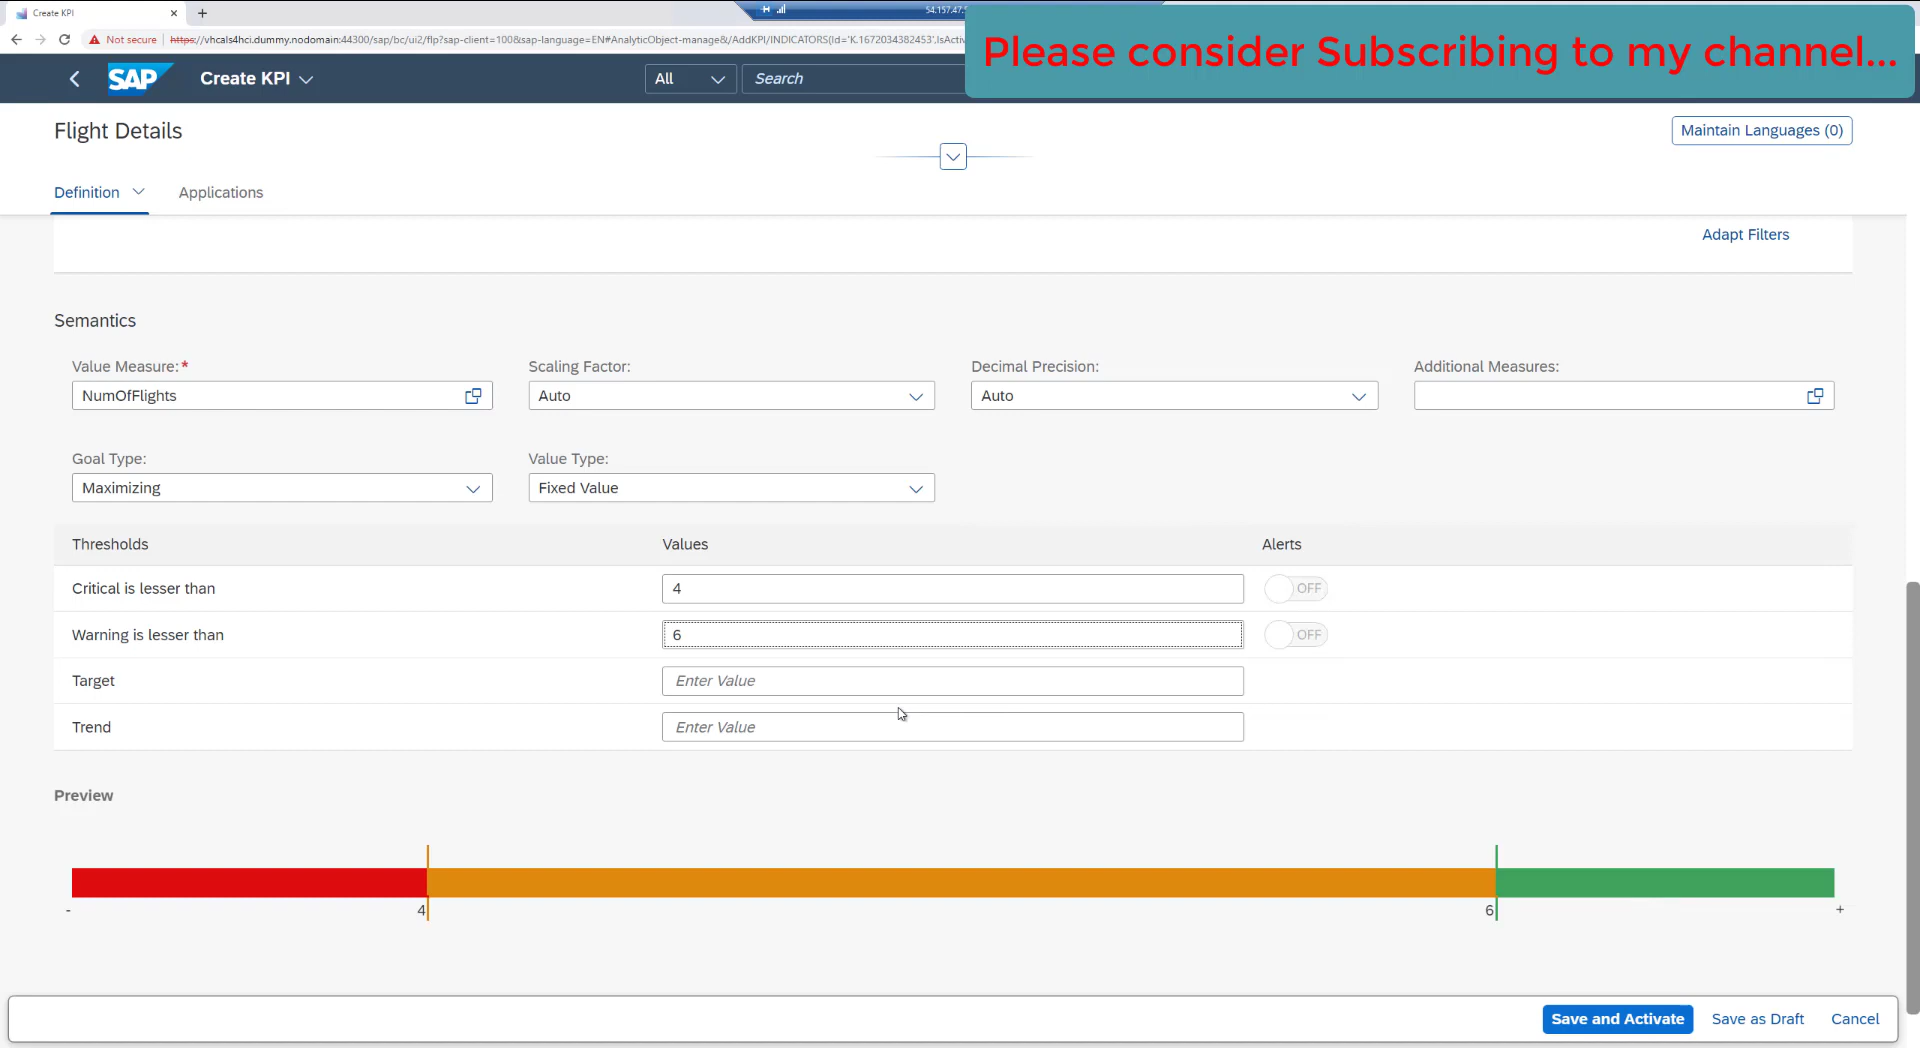 Create KPI
54.157.47.
Not secure https://vhcals4hci.dummy.nodomain:44300/sap/bc/ui2/flp?sap-client=100&sap-language=EN#AnalyticObject-manage&/AddKPI/INDICATORS(Id='K.1672034382453',IsActiv
Please consider Subscribing to my channel...
SAP Create KPI All Search
Flight Details Maintain Languages (0)
Definition Applications
Adapt Filters
Semantics
Value Measure:* Scaling Factor: Decimal Precision: Additional Measures:
NumOfFlights Auto Auto
Goal Type: Value Type:
Maximizing Fixed Value
Thresholds Values Alerts
Critical is lesser than 4 OFF
Warning is lesser than 6 OFF
Target Enter Value
Trend Enter Value
Preview
- 4 6 +
Save and Activate Save as Draft Cancel